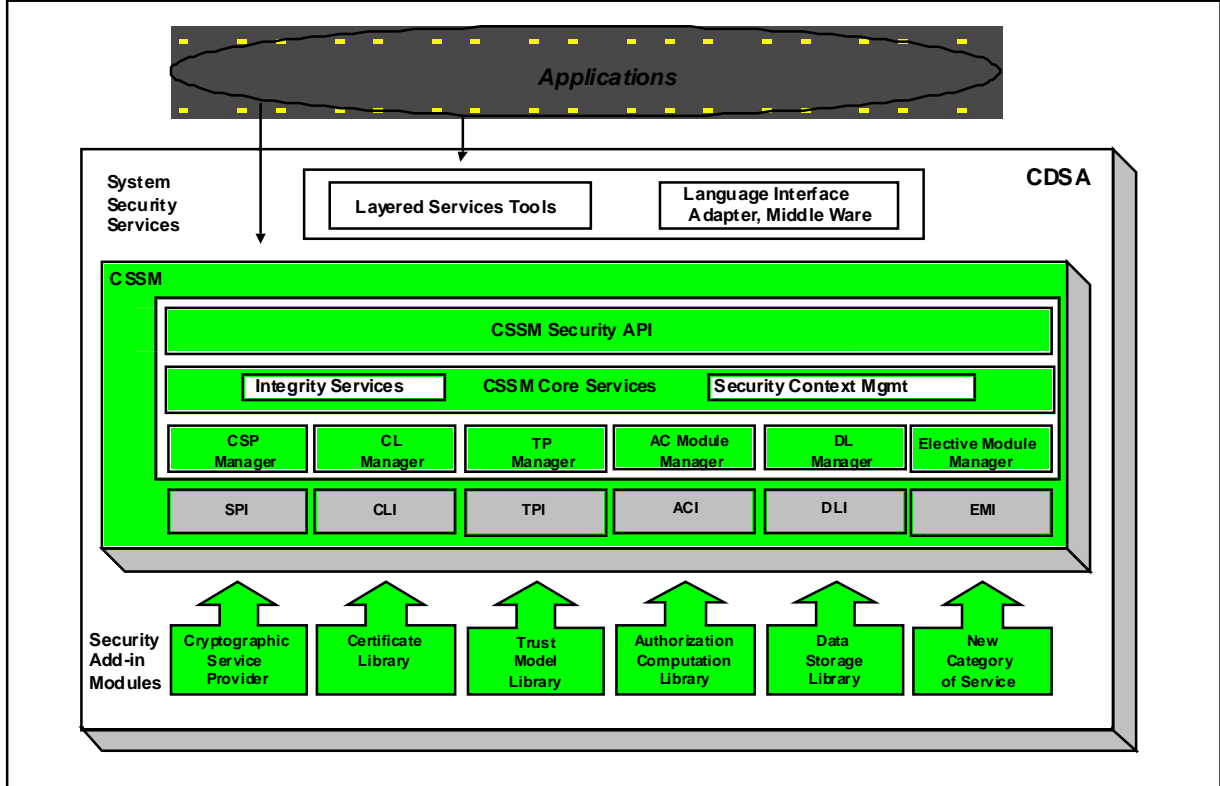 Applications
CDSA
System
Security
Services
Layered Services Tools
Language Interface
Adapter, Middle Ware
CSSM
CSSM Security API
Integrity Services
CSSM Core Services
Security Context Mgmt
CSP
Manager
CL
Manager
TP
Manager
AC Module
Manager
DL
Manager
Elective Module
Manager
SPI
CLI
TPI
ACI
DLI
EMI
Security
Add-in
Modules
Cryptographic
Service
Provider
Certificate
Library
Trust
Model
Library
Authorization
Computation
Library
Data
Storage
Library
New
Category
of Service